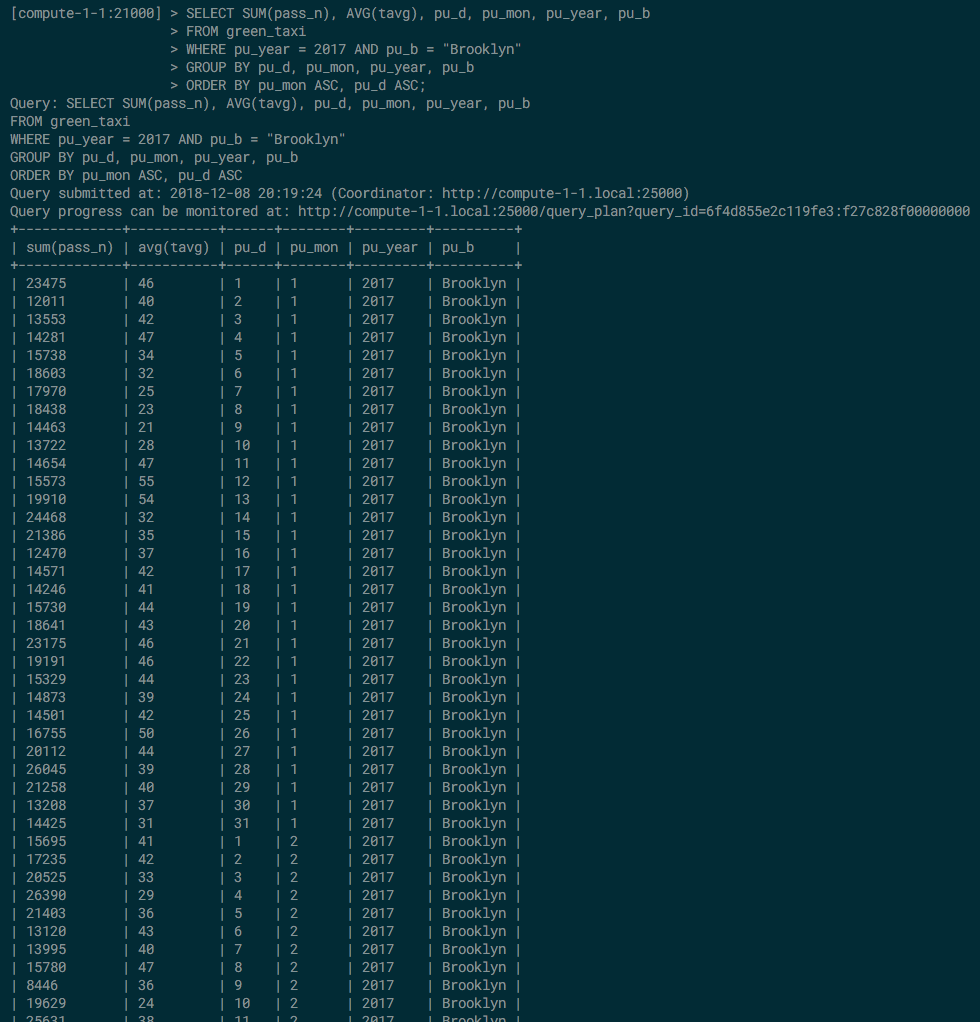 [compute-1-1:21000] > SELECT SUM(pass_n), AVG(tavg), pu_d, pu_mon, pu_year, pu_b
                    > FROM green_taxi
                    > WHERE pu_year = 2017 AND pu_b = "Brooklyn"
                    > GROUP BY pu_d, pu_mon, pu_year, pu_b
                    > ORDER BY pu_mon ASC, pu_d ASC;
Query: SELECT SUM(pass_n), AVG(tavg), pu_d, pu_mon, pu_year, pu_b
FROM green_taxi
WHERE pu_year = 2017 AND pu_b = "Brooklyn"
GROUP BY pu_d, pu_mon, pu_year, pu_b
ORDER BY pu_mon ASC, pu_d ASC
Query submitted at: 2018-12-08 20:19:24 (Coordinator: http://compute-1-1.local:25000)
Query progress can be monitored at: http://compute-1-1.local:25000/query_plan?query_id=6f4d855e2c119fe3:f27c828f00000000
+-------------+-----------+------+--------+---------+----------+
| sum(pass_n) | avg(tavg) | pu_d | pu_mon | pu_year | pu_b     |
+-------------+-----------+------+--------+---------+----------+
| 23475       | 46        | 1    | 1      | 2017    | Brooklyn |
| 12011       | 40        | 2    | 1      | 2017    | Brooklyn |
| 13553       | 42        | 3    | 1      | 2017    | Brooklyn |
| 14281       | 47        | 4    | 1      | 2017    | Brooklyn |
| 15738       | 34        | 5    | 1      | 2017    | Brooklyn |
| 18603       | 32        | 6    | 1      | 2017    | Brooklyn |
| 17970       | 25        | 7    | 1      | 2017    | Brooklyn |
| 18438       | 23        | 8    | 1      | 2017    | Brooklyn |
| 14463       | 21        | 9    | 1      | 2017    | Brooklyn |
| 13722       | 28        | 10   | 1      | 2017    | Brooklyn |
| 14654       | 47        | 11   | 1      | 2017    | Brooklyn |
| 15573       | 55        | 12   | 1      | 2017    | Brooklyn |
| 19910       | 54        | 13   | 1      | 2017    | Brooklyn |
| 24468       | 32        | 14   | 1      | 2017    | Brooklyn |
| 21386       | 35        | 15   | 1      | 2017    | Brooklyn |
| 12470       | 37        | 16   | 1      | 2017    | Brooklyn |
| 14571       | 42        | 17   | 1      | 2017    | Brooklyn |
| 14246       | 41        | 18   | 1      | 2017    | Brooklyn |
| 15730       | 44        | 19   | 1      | 2017    | Brooklyn |
| 18641       | 43        | 20   | 1      | 2017    | Brooklyn |
| 23175       | 46        | 21   | 1      | 2017    | Brooklyn |
| 19191       | 46        | 22   | 1      | 2017    | Brooklyn |
| 15329       | 44        | 23   | 1      | 2017    | Brooklyn |
| 14873       | 39        | 24   | 1      | 2017    | Brooklyn |
| 14501       | 42        | 25   | 1      | 2017    | Brooklyn |
| 16755       | 50        | 26   | 1      | 2017    | Brooklyn |
| 20112       | 44        | 27   | 1      | 2017    | Brooklyn |
| 26045       | 39        | 28   | 1      | 2017    | Brooklyn |
| 21258       | 40        | 29   | 1      | 2017    | Brooklyn |
| 13208       | 37        | 30   | 1      | 2017    | Brooklyn |
| 14425       | 31        | 31   | 1      | 2017    | Brooklyn |
| 15695       | 41        | 1    | 2      | 2017    | Brooklyn |
| 17235       | 42        | 2    | 2      | 2017    | Brooklyn |
| 20525       | 33        | 3    | 2      | 2017    | Brooklyn |
| 26390       | 29        | 4    | 2      | 2017    | Brooklyn |
| 21403       | 36        | 5    | 2      | 2017    | Brooklyn |
| 13120       | 43        | 6    | 2      | 2017    | Brooklyn |
| 13995       | 40        | 7    | 2      | 2017    | Brooklyn |
| 15780       | 47        | 8    | 2      | 2017    | Brooklyn |
| 8446        | 36        | 9    | 2      | 2017    | Brooklyn |
| 19629       | 24        | 10   | 2      | 2017    | Brooklyn |
| 25631       | 38        | 11   | 2      | 2017    | Brooklyn |